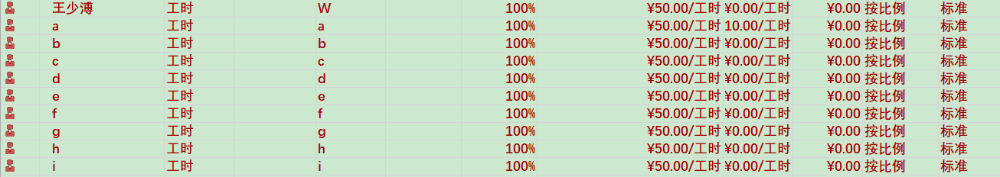 王少溥 工时 W 100% ¥50.00/工时 ¥0.00/工时 ¥0.00 按比例 标准
a 工时 a 100% ¥50.00/工时 10.00/工时 ¥0.00 按比例 标准
b 工时 b 100% ¥50.00/工时 ¥0.00/工时 ¥0.00 按比例 标准
c 工时 c 100% ¥50.00/工时 ¥0.00/工时 ¥0.00 按比例 标准
d 工时 d 100% ¥50.00/工时 ¥0.00/工时 ¥0.00 按比例 标准
e 工时 e 100% ¥50.00/工时 ¥0.00/工时 ¥0.00 按比例 标准
f 工时 f 100% ¥50.00/工时 ¥0.00/工时 ¥0.00 按比例 标准
g 工时 g 100% ¥50.00/工时 ¥0.00/工时 ¥0.00 按比例 标准
h 工时 h 100% ¥50.00/工时 ¥0.00/工时 ¥0.00 按比例 标准
i 工时 i 100% ¥50.00/工时 ¥0.00/工时 ¥0.00 按比例 标准